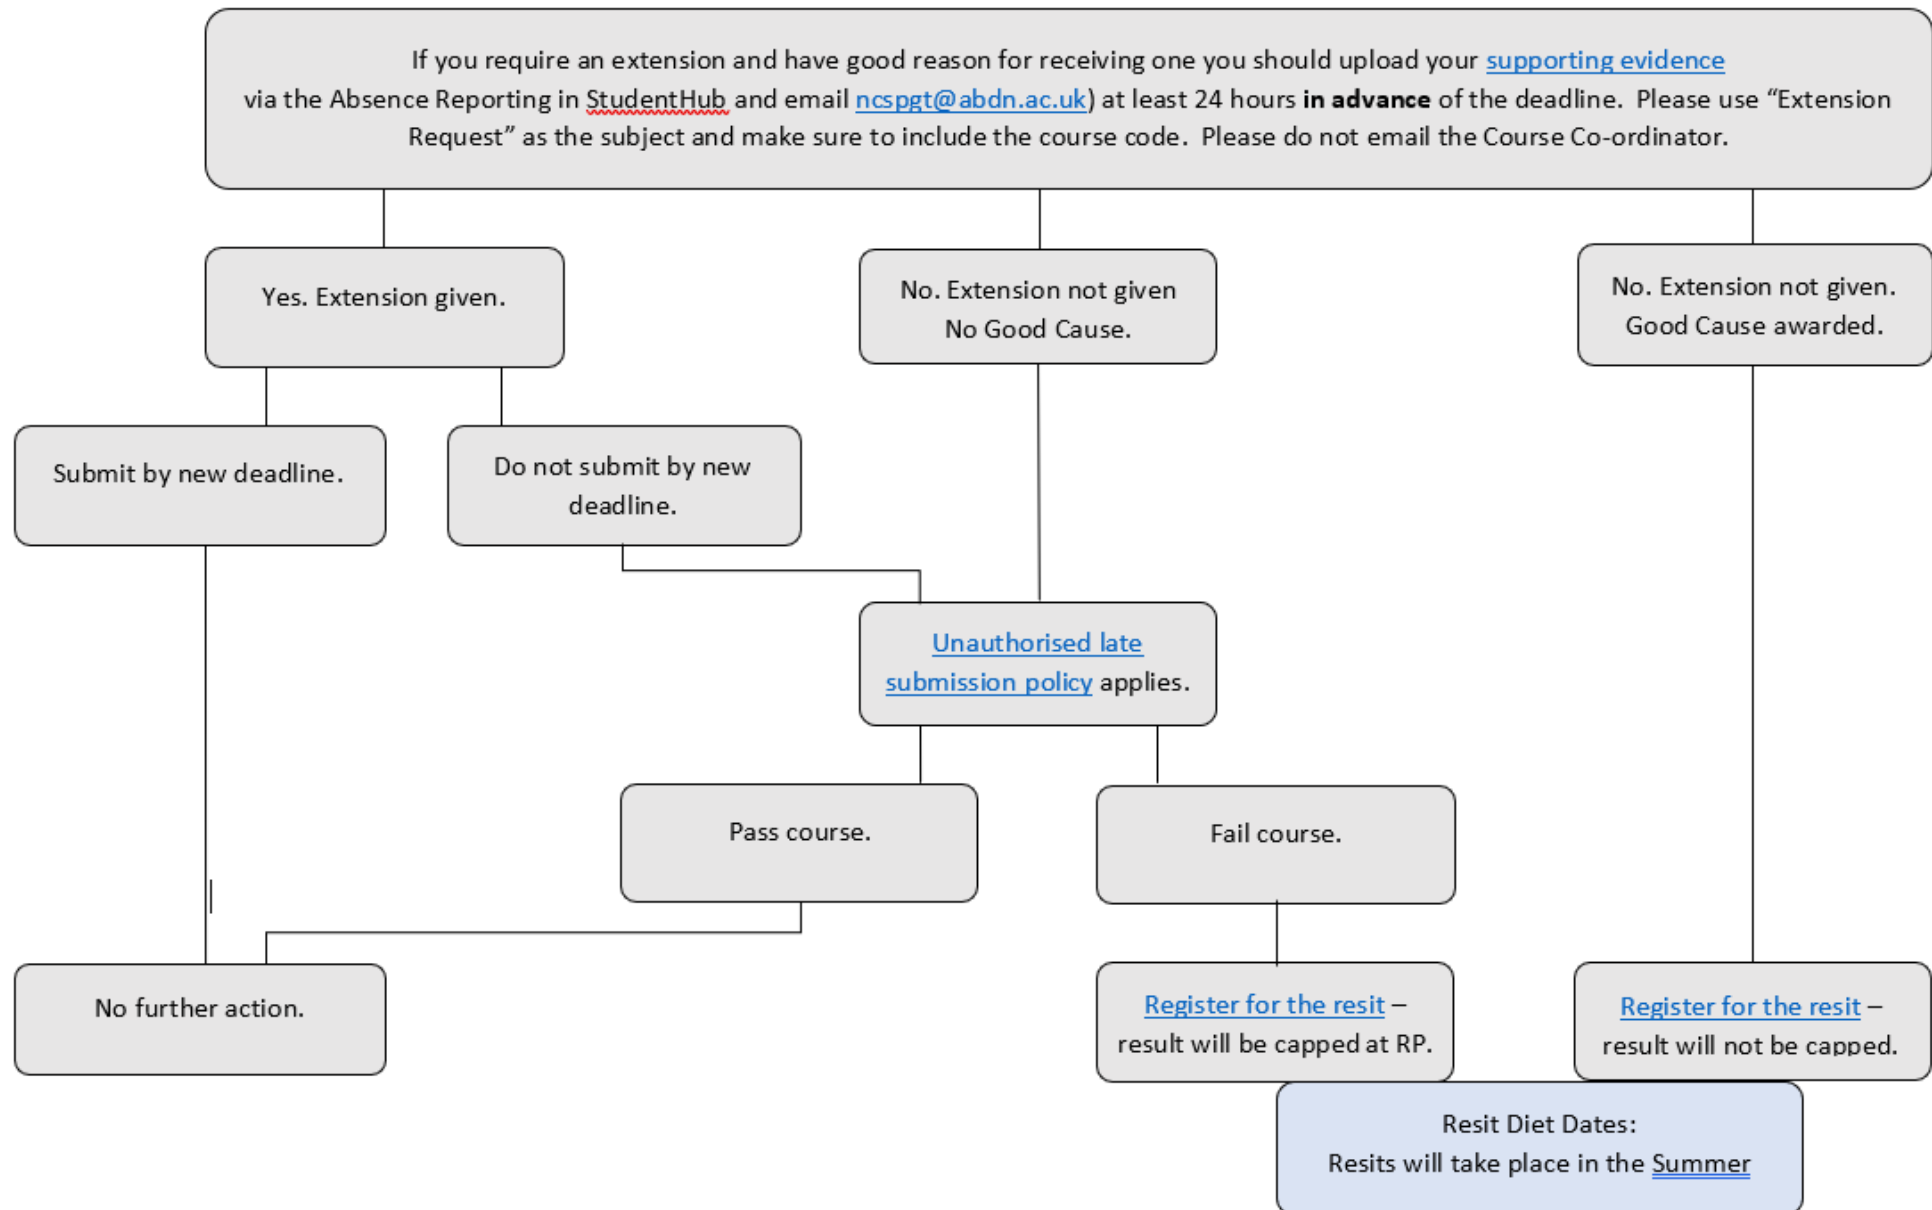 If you require an extension and have good reason for receiving one you should upload your supporting evidence
via the Absence Reporting in StudentHub and email ncspgt@abdn.ac.uk) at least 24 hours in advance of the deadline. Please use “Extension
Request” as the subject and make sure to include the course code. Please do not email the Course Co-ordinator.
Yes. Extension given.
No. Extension not given
No Good Cause.
No. Extension not given.
Good Cause awarded.
Submit by new deadline.
Do not submit by new
deadline.
Unauthorised late
submission policy applies.
Pass course.
Fail course.
No further action.
Register for the resit –
result will be capped at RP.
Register for the resit –
result will not be capped.
Resit Diet Dates:
Resits will take place in the Summer